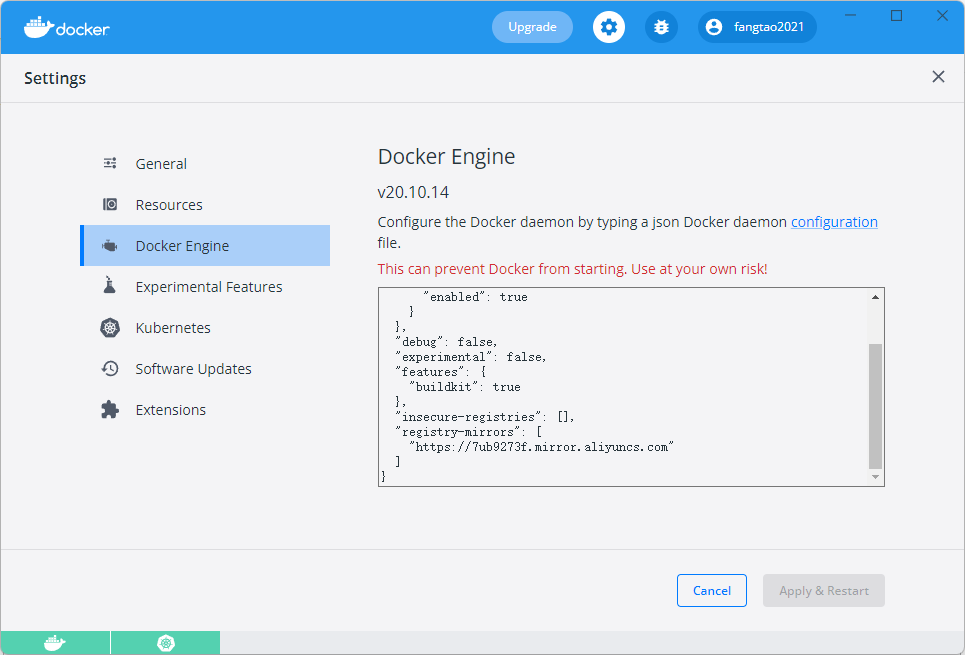 docker
Upgrade
fangtao2021
Settings
General
Resources
Docker Engine
Experimental Features
Kubernetes
Software Updates
Extensions
Docker Engine
v20.10.14
Configure the Docker daemon by typing a json Docker daemon configuration
file.
This can prevent Docker from starting. Use at your own risk!
"enabled": true
}
},
"debug": false,
"experimental": false,
"features": {
"buildkit": true
},
"insecure-registries": [],
"registry-mirrors": [
"https://7ub9273f.mirror.aliyuncs.com"
]
}
Cancel
Apply & Restart